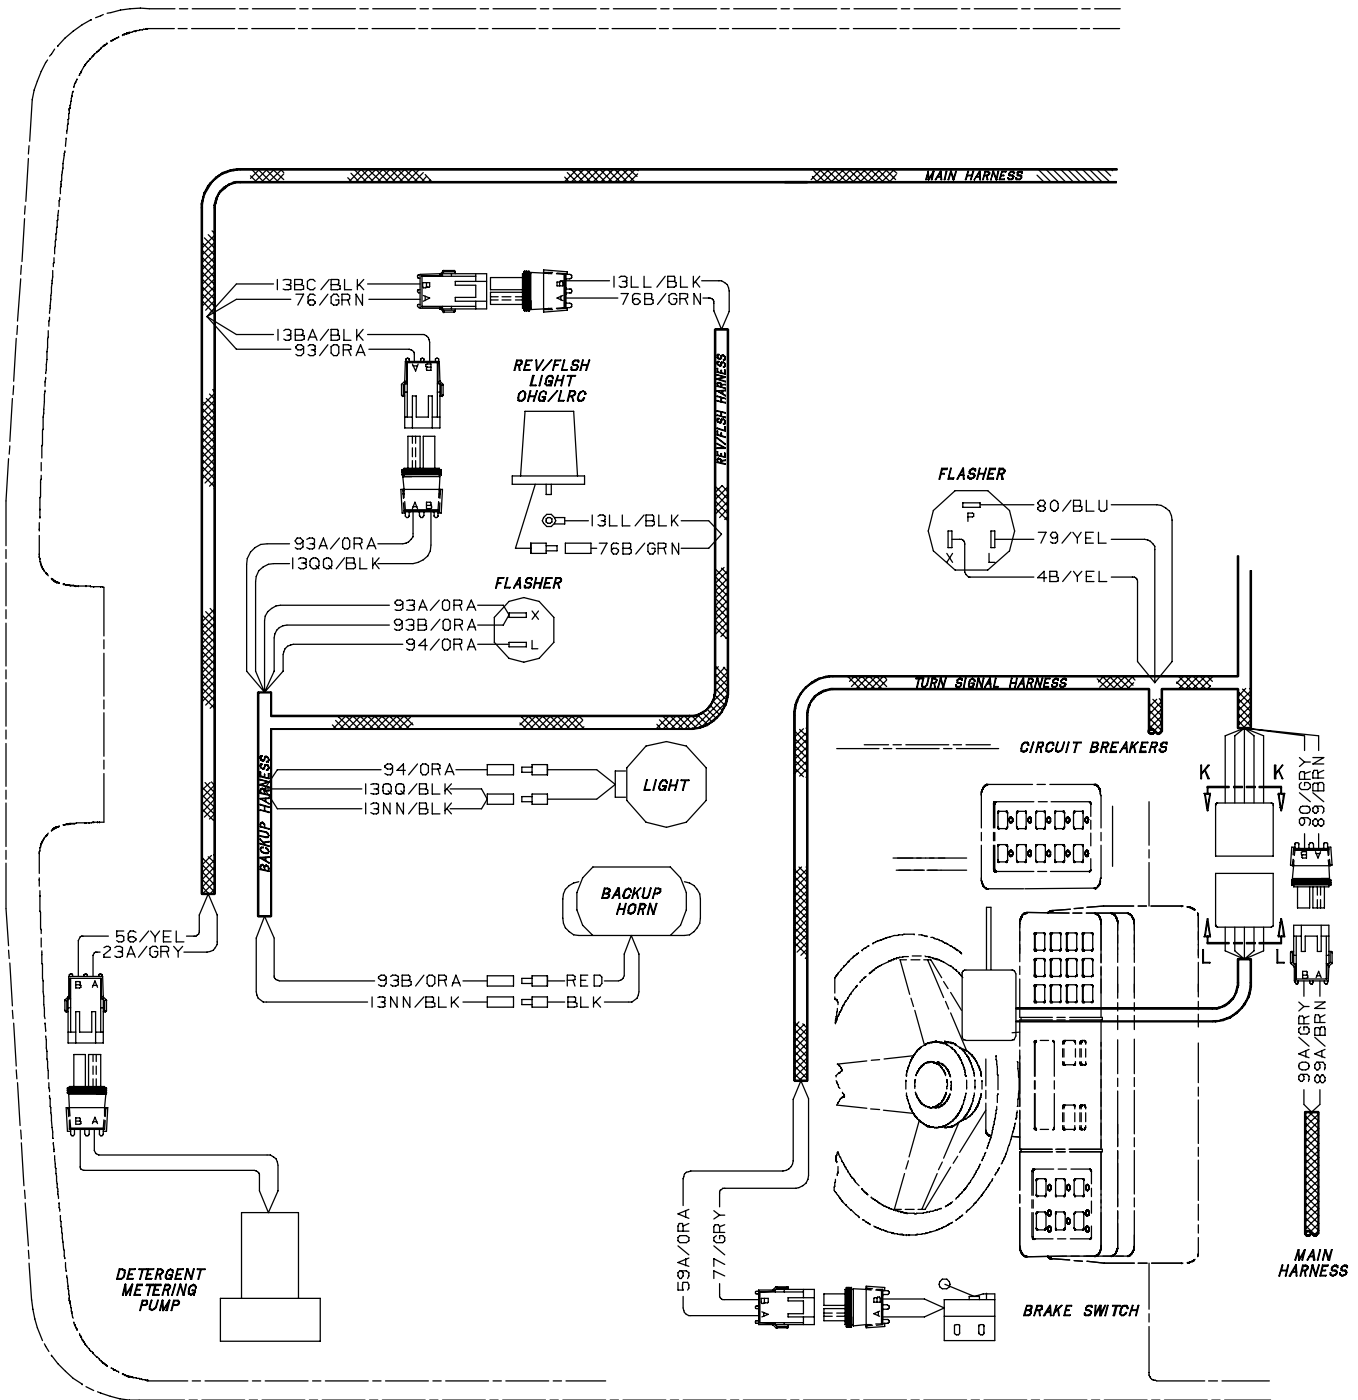 MAIN HARNESS
13BC/BLK
76/GRN
B
A
B
A
13LL/BLK
76B/GRN
13BA/BLK
93/ORA
A B
REV/FLSH
LIGHT
OHG/LRC
REV/FLSH HARNESS
A B
93A/ORA
13QQ/BLK
13LL/BLK
76B/GRN
FLASHER
80/BLU
P
79/YEL
X L
4B/YEL
FLASHER
93A/ORA
X
93B/ORA
94/ORA
L
TURN SIGNAL HARNESS
CIRCUIT BREAKERS
BACKUP HARNESS
94/ORA
13QQ/BLK
13NN/BLK
LIGHT
K K
90/GRY
89/BRN
B A
BACKUP
HORN
56/YEL
23A/GRY
93B/ORA
RED
13NN/BLK
BLK
L L
B A
90A/GRY
89A/BRN
B A
B A
59A/ORA
77/GRY
MAIN
HARNESS
DETERGENT
METERING
PUMP
B
A
B
A
BRAKE SWITCH